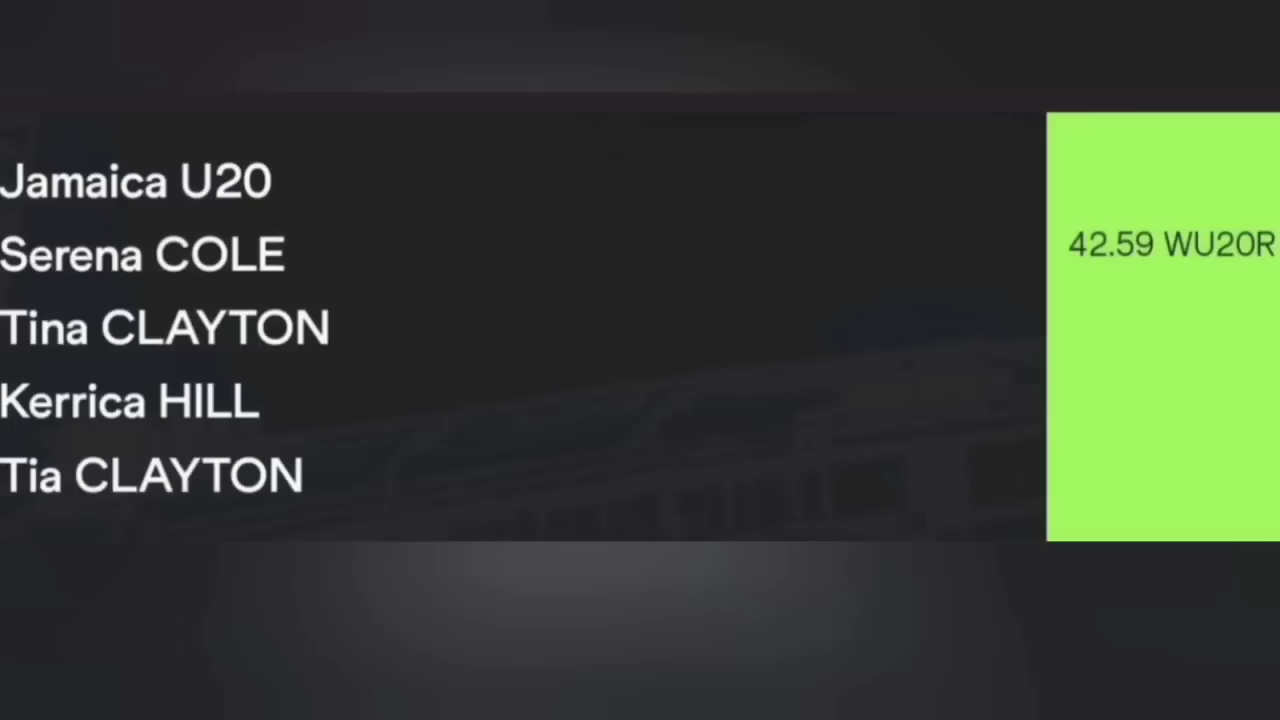 Jamaica U20
Serena COLE
42.59 WU20R
Tina CLAYTON
Kerrica HILL
Tia CLAYTON